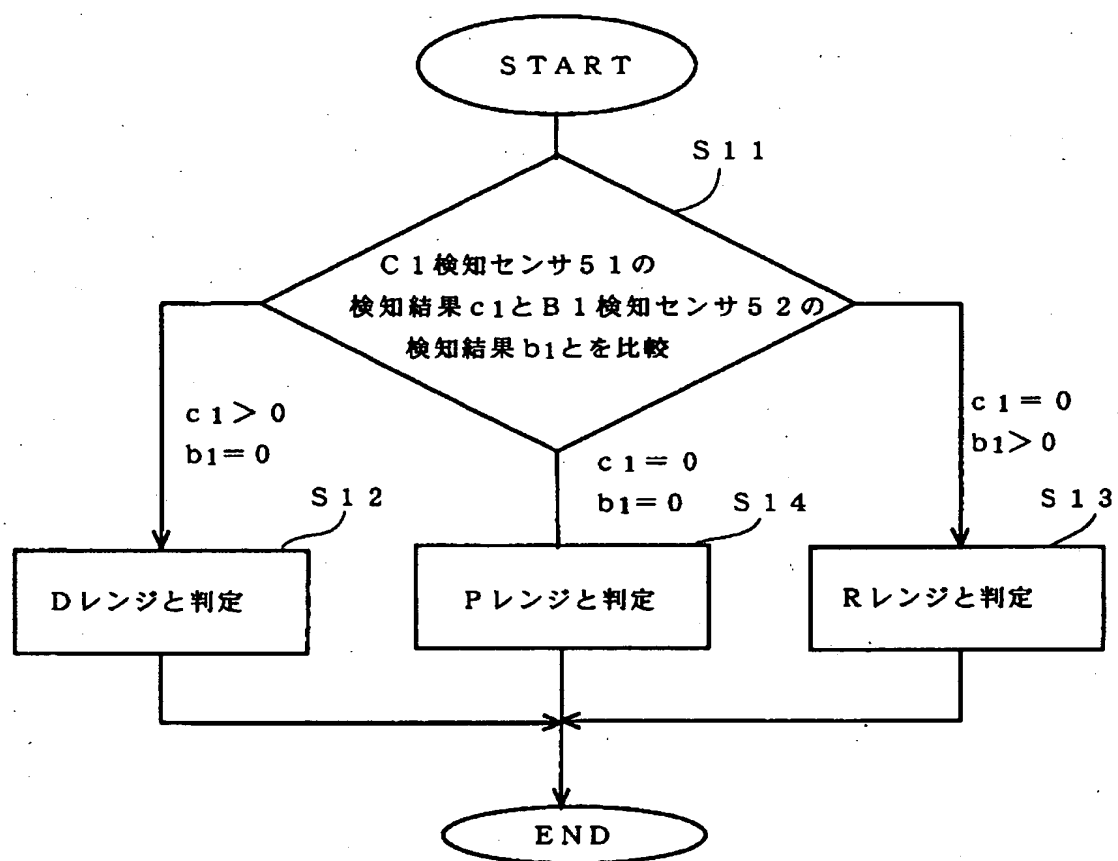 START
S11
C1検知センサ51の
検知結果c1とB1検知センサ52の
検知結果b1とを比較
c1>0
b1=0
c1=0
b1=0
c1=0
b1>0
S12
S14
S13
Dレンジと判定
Pレンジと判定
Rレンジと判定
END